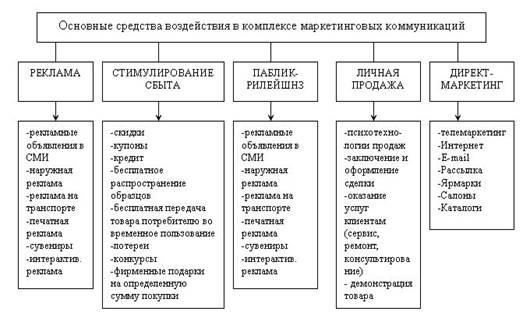 Основные средства воздействия в комплексе маркетинговых коммуникаций
РЕКЛАМА
-рекламные
объявления в
СМИ
-наружная
реклама
-реклама на
транспорте
-печатная
реклама
-сувениры
-интерактив.
реклама
СТИМУЛИРОВАНИЕ
СБЫТА
-скидки
-купоны
-кредит
-бесплатное
распространение
образцов
-бесплатная передача
товара потребителю во
временное пользование
-лотереи
-конкурсы
-фирменные подарки
на определенную
сумму покупки
ПАБЛИК-
РИЛЕЙШНЗ
-рекламные
объявления в
СМИ
-наружная
реклама
-реклама на
транспорте
-печатная
реклама
-сувениры
-интерактив.
реклама
ЛИЧНАЯ
ПРОДАЖА
-психотехно-
логии продаж
-заключение и
оформление
сделки
-оказание
услуг
клиентам
(сервис,
ремонт,
консультирова
ние)
- демонстрация
товара
ДИРЕКТ-
МАРКЕТИНГ
-телемаркетинг
-Интернет
-E-mail
-Рассылка
-Ярмарки
-Салоны
-Каталоги